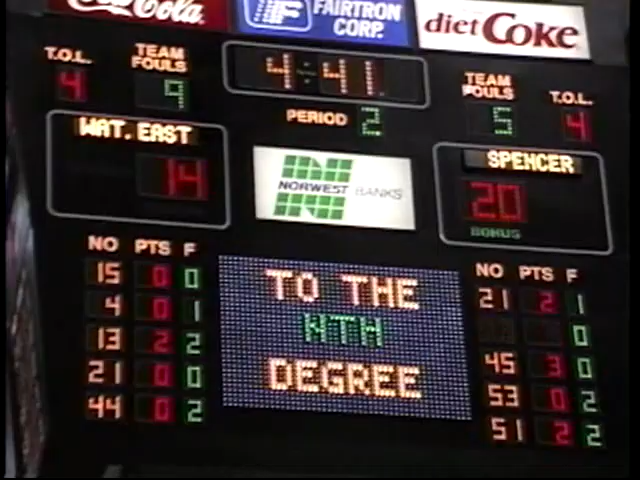 Coca-Cola
FAIRTRON
CORP.
diet Coke
T.O.L.
4
TEAM
FOULS
9
4:41
PERIOD 2
TEAM
FOULS
5
T.O.L.
4
WAT. EAST
14
NORWEST BANKS
SPENCER
20
BONUS
NO PTS F
15 0 0
4 0 1
13 2 2
21 0 0
44 0 2
TO THE
NTH
DEGREE
NO PTS F
21 2 1
0
45 3 0
53 0 2
51 2 2